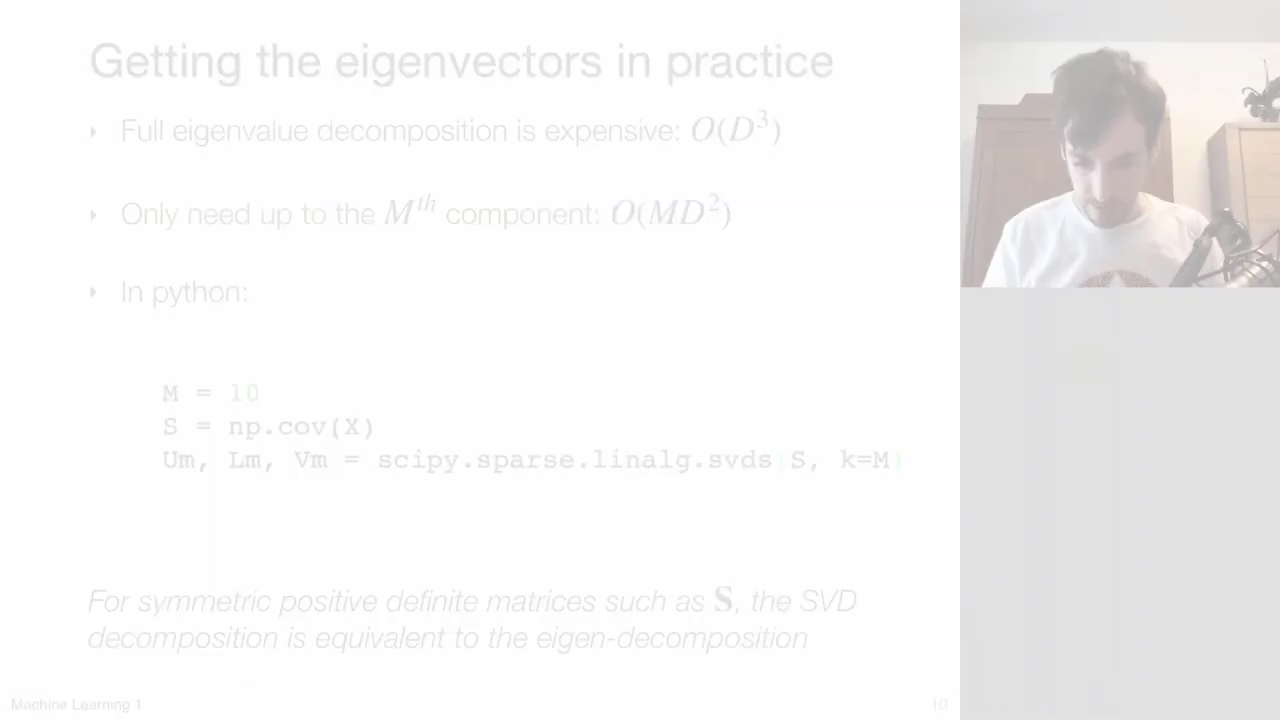 Getting the eigenvectors in practice
Full eigenvalue decomposition is expensive: O(D³)
Only need up to the Mᵗʰ component: O(MD²)
In python:
M = 10
S = np.cov(X)
Um, Lm, Vm = scipy.sparse.linalg.svds(S, k=M)
For symmetric positive definite matrices such as S, the SVD
decomposition is equivalent to the eigen-decomposition
Machine Learning 1
10